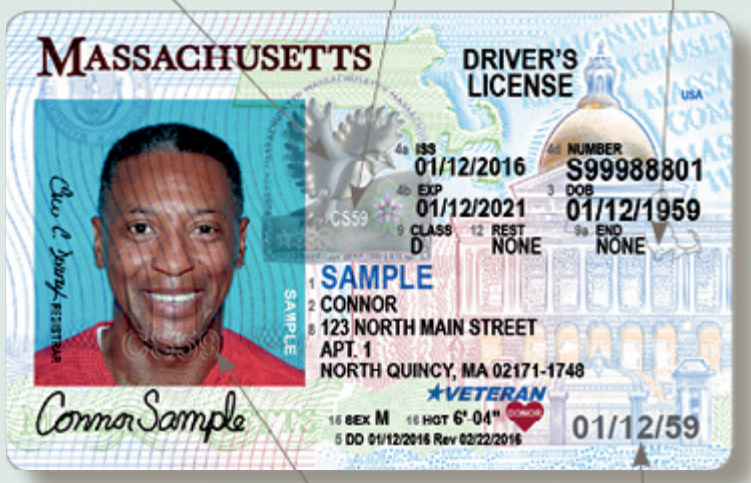 MASSACHUSETTS
DRIVER'S
LICENSE
USA
4a ISS
01/12/2016
4d NUMBER
S99988801
4b EXP
01/12/2021
3 DOB
01/12/1959
9 CLASS
D
12 REST
NONE
9a END
NONE
CS59
REGISTRAR
SAMPLE
CS59
1 SAMPLE
2 CONNOR
8 123 NORTH MAIN STREET
APT. 1
NORTH QUINCY, MA 02171-1748
VETERAN
Connor Sample
15 SEX M 16 HGT 6'-04" DONOR
5 DD 01/12/2016 Rev 02/22/2016
01/12/59